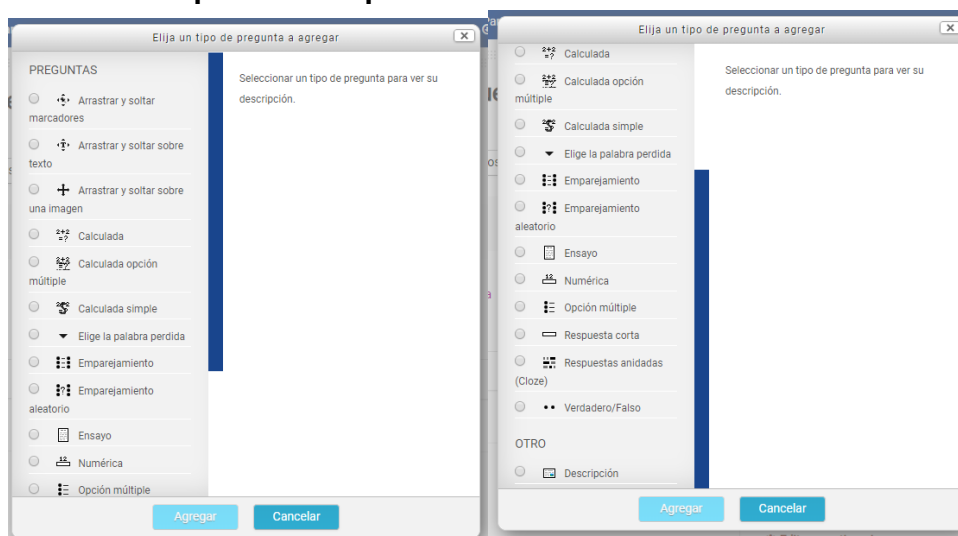 Elija un tipo de pregunta a agregar
PREGUNTAS
Arrastrar y soltar
marcadores
Arrastrar y soltar sobre
texto
Arrastrar y soltar sobre
una imagen
Calculada
Calculada opción
múltiple
Calculada simple
Elige la palabra perdida
Emparejamiento
Emparejamiento
aleatorio
Ensayo
Numérica
Opción múltiple
Seleccionar un tipo de pregunta para ver su
descripción.
Agregar
Cancelar
Elija un tipo de pregunta a agregar
Calculada
Calculada opción
múltiple
Calculada simple
Elige la palabra perdida
Emparejamiento
Emparejamiento
aleatorio
Ensayo
Numérica
Opción múltiple
Respuesta corta
Respuestas anidadas
(Cloze)
Verdadero/Falso
OTRO
Descripción
Seleccionar un tipo de pregunta para ver su
descripción.
Agregar
Cancelar